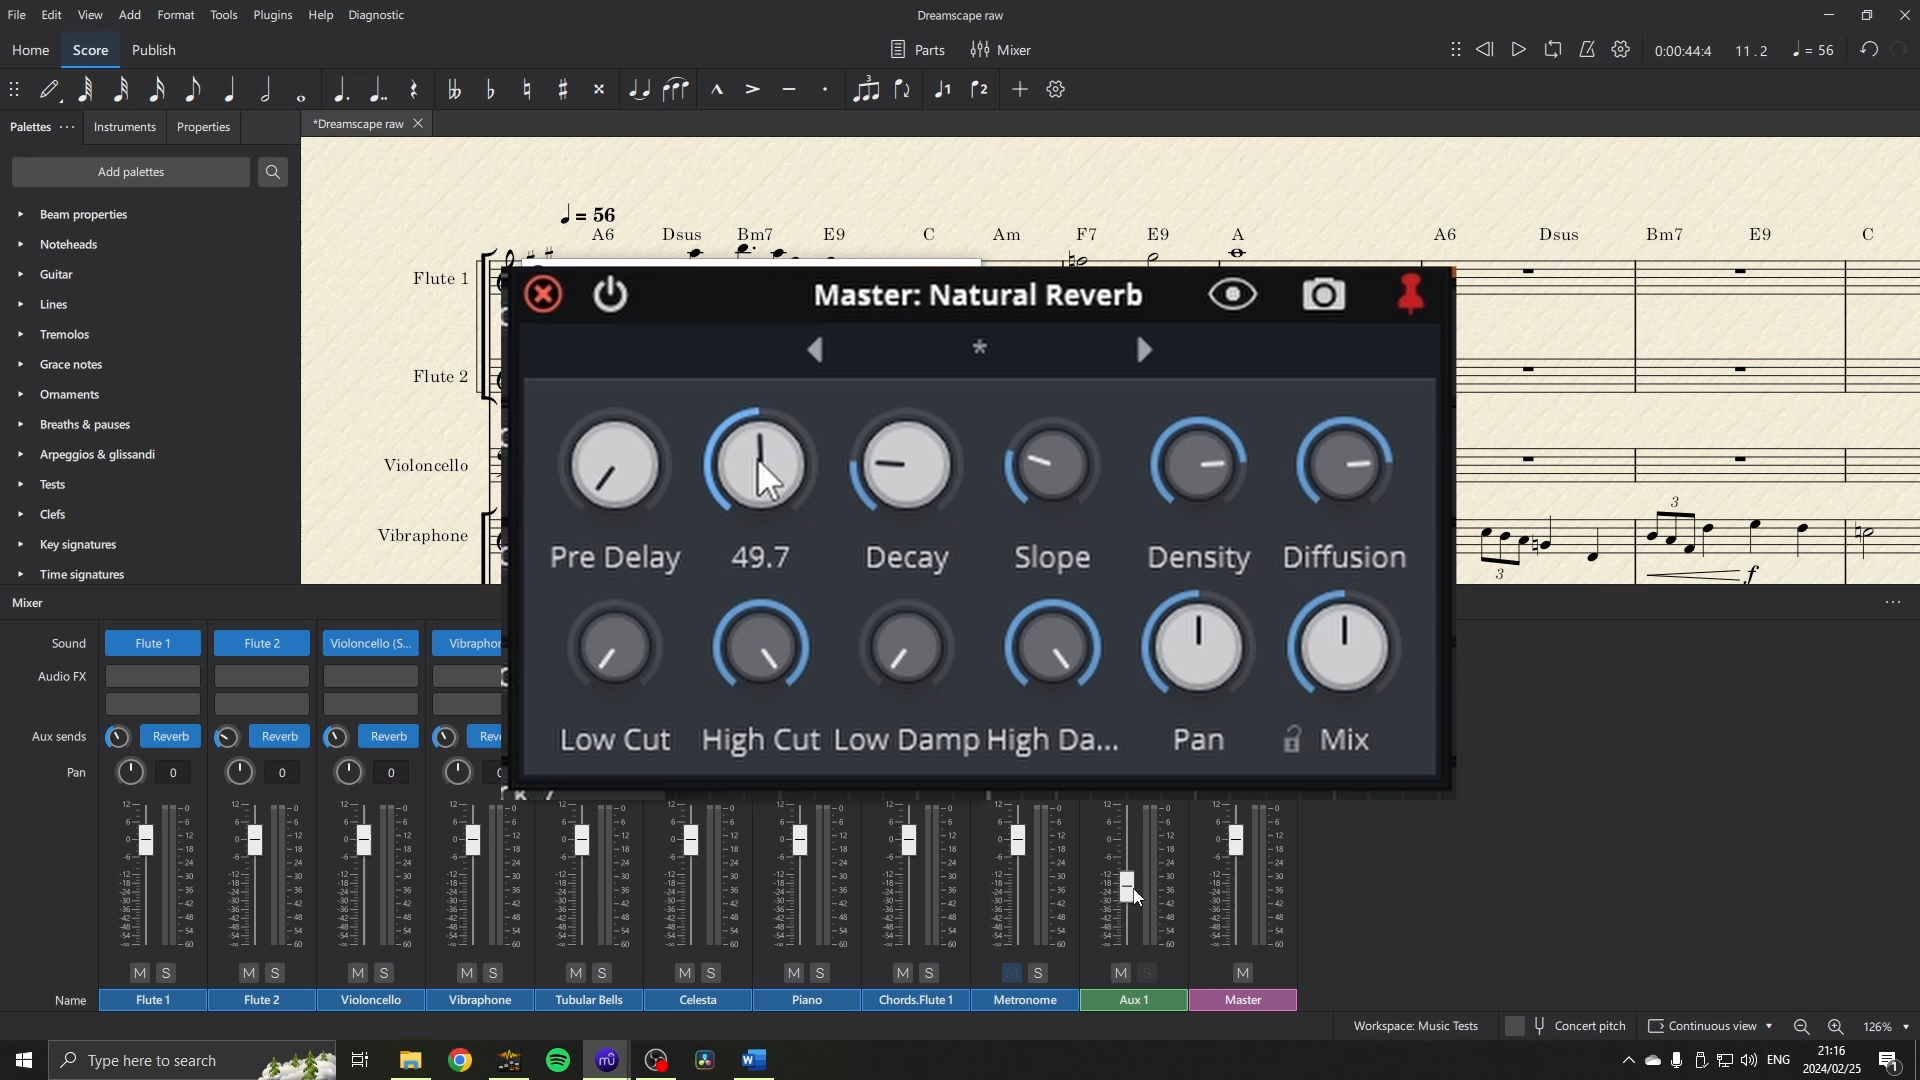 File Edit View Add Format Tools Plugins Help Diagnostic
Dreamscape raw
Home Score Publish
Parts Mixer
0:00:44:4 11 . 2 = 56
Palettes Instruments Properties
*Dreamscape raw
Add palettes
Beam properties
Noteheads
Guitar
Lines
Tremolos
Grace notes
Ornaments
Breaths & pauses
Arpeggios & glissandi
Tests
Clefs
Key signatures
Time signatures
= 56
A6 Dsus Bm7 E9 C Am F7 E9 A A6 Dsus Bm7 E9 C
Flute 1
Flute 2
Violoncello
Vibraphone
3
3
f
Master: Natural Reverb
*
Pre Delay 49.7 Decay Slope Density Diffusion
Low Cut High Cut Low Damp High Da... Pan Mix
Mixer
Sound Flute 1 Flute 2 Violoncello (S...
Audio FX
Aux sends Reverb Reverb Reverb
Pan 0 0 0
M S M S M S M S M S M S M S M S M S M S M
Name Flute 1 Flute 2 Violoncello Vibraphone Tubular Bells Celesta Piano Chords.Flute 1 Metronome Aux 1 Master
Workspace: Music Tests Concert pitch Continuous view 126%
Type here to search
ENG
21:16
2024/02/25
1